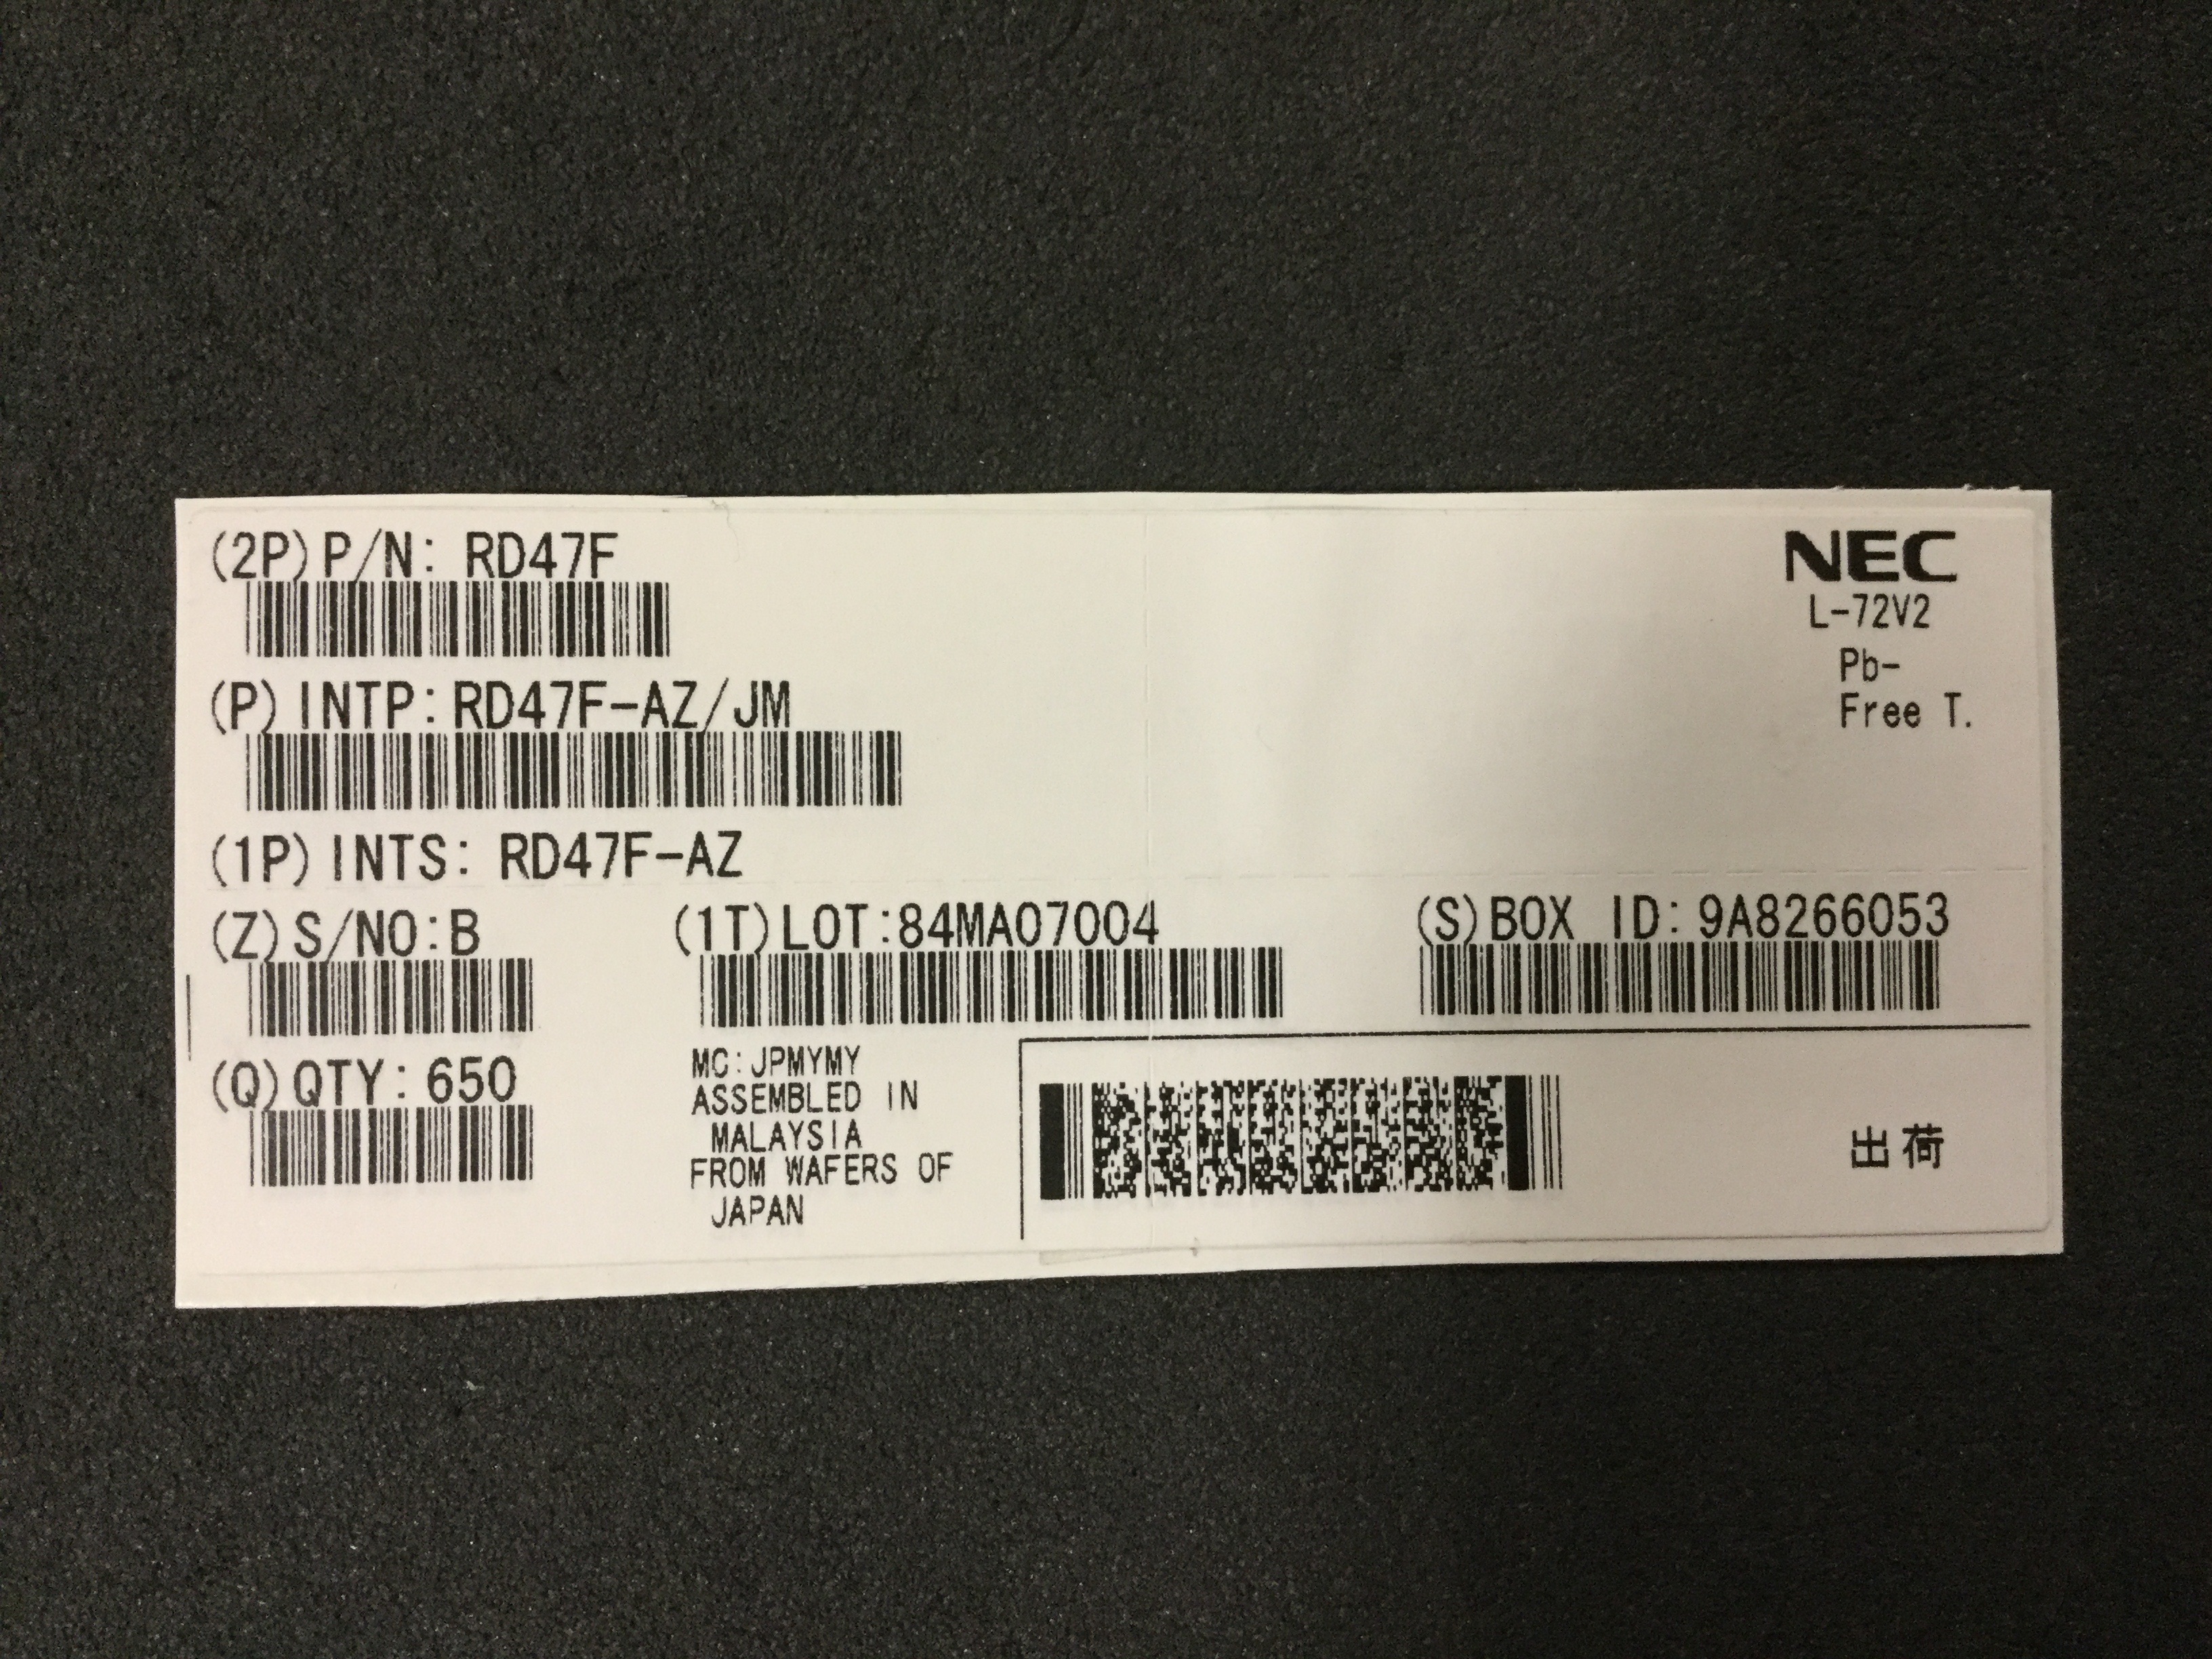 (2P)P/N: RD47F
NEC
L-72V2
Pb-
Free T.
(P)INTP:RD47F-AZ/JM
(1P)INTS: RD47F-AZ
(Z)S/NO:B
(1T)LOT:84MA07004
(S)BOX ID:9A8266053
(Q)QTY:650
MC:JPMYMY
ASSEMBLED IN
MALAYSIA
FROM WAFERS OF
JAPAN
出荷